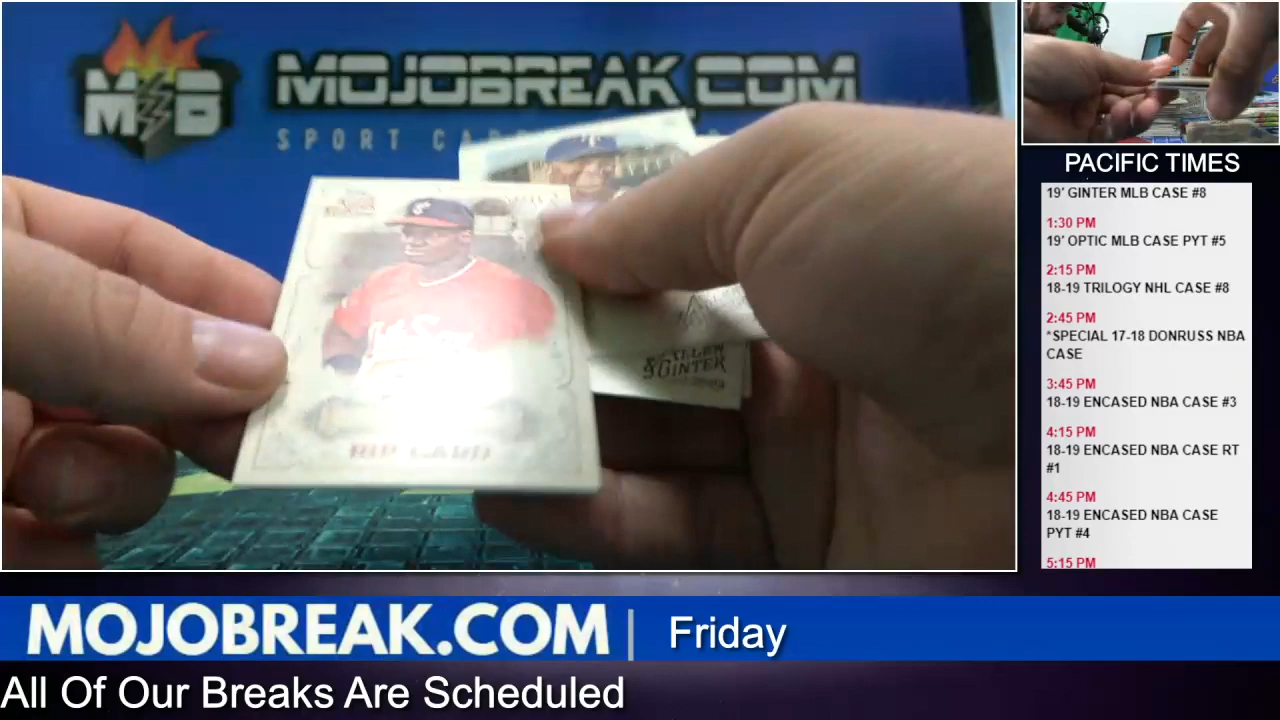 MOJOBREAK.COM
RIP CARD
ALLEN
& GINTER
PACIFIC TIMES
19' GINTER MLB CASE #8
1:30 PM
19' OPTIC MLB CASE PYT #5
2:15 PM
18-19 TRILOGY NHL CASE #8
2:45 PM
*SPECIAL 17-18 DONRUSS NBA
CASE
3:45 PM
18-19 ENCASED NBA CASE #3
4:15 PM
18-19 ENCASED NBA CASE RT
#1
4:45 PM
18-19 ENCASED NBA CASE
PYT #4
5:15 PM
MOJOBREAK.COM | Friday
All Of Our Breaks Are Scheduled